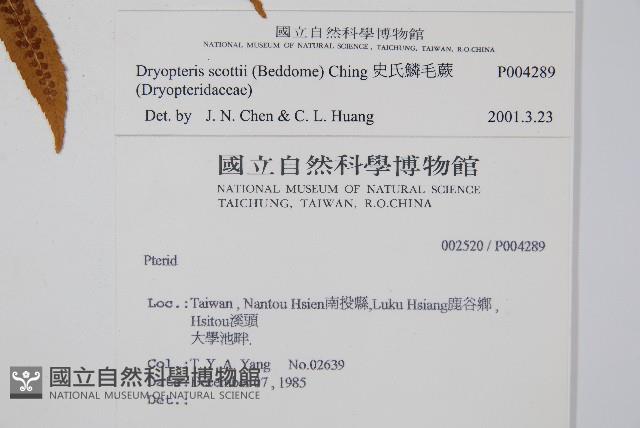 國立自然科學博物館
NATIONAL MUSEUM OF NATURAL SCIENCE, TAICHUNG, TAIWAN, R.O.CHINA
Dryopteris scottii (Beddome) Ching 史氏鱗毛蕨 P004289
(Dryopteridaceae)
Det. by J. N. Chen & C. L. Huang 2001.3.23
國立自然科學博物館
NATIONAL MUSEUM OF NATURAL SCIENCE
TAICHUNG, TAIWAN, R.O.CHINA
002520 / P004289
Pterid
Loc.: Taiwan , Nantou Hsien南投縣,Luku Hsiang鹿谷鄉 ,
Hsitou溪頭
大學池畔.
Col.: T. Y. A. Yang No.02639
Date: December 07 , 1985
Det.:
國立自然科學博物館
NATIONAL MUSEUM OF NATURAL SCIENCE